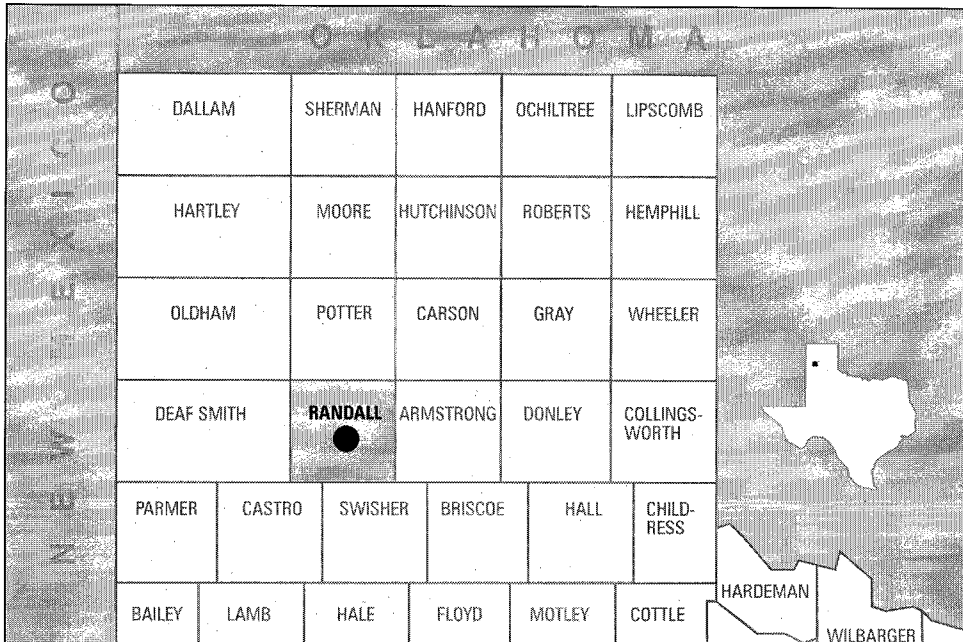 OKLAHOMA
NEW MEXICO
DALLAM SHERMAN HANFORD OCHILTREE LIPSCOMB
HARTLEY MOORE HUTCHINSON ROBERTS HEMPHILL
OLDHAM POTTER CARSON GRAY WHEELER
DEAF SMITH RANDALL ARMSTRONG DONLEY COLLINGS-
WORTH
PARMER CASTRO SWISHER BRISCOE HALL CHILD-
RESS
HARDEMAN
BAILEY LAMB HALE FLOYD MOTLEY COTTLE
WILBARGER